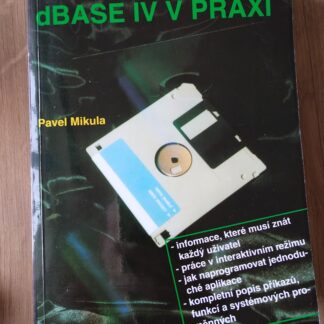 dBASE IV V PRAXI
Pavel Mikula
- informace, které musí znát
každý uživatel
- práce v interaktivním režimu
- jak naprogramovat jednodu-
ché aplikace
- kompletní popis příkazů,
funkcí a systémových pro-
měnných